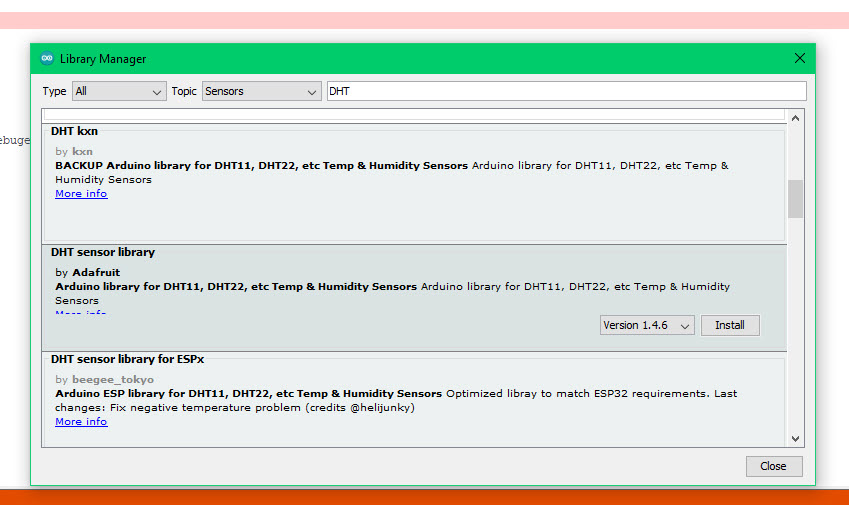 Library Manager
Type All Topic Sensors DHT
DHT kxn
by kxn
BACKUP Arduino library for DHT11, DHT22, etc Temp & Humidity Sensors Arduino library for DHT11, DHT22, etc Temp &
Humidity Sensors
More info
DHT sensor library
by Adafruit
Arduino library for DHT11, DHT22, etc Temp & Humidity Sensors Arduino library for DHT11, DHT22, etc Temp & Humidity
Sensors
More info
Version 1.4.6 Install
DHT sensor library for ESPx
by beegee_tokyo
Arduino ESP library for DHT11, DHT22, etc Temp & Humidity Sensors Optimized libray to match ESP32 requirements. Last
changes: Fix negative temperature problem (credits @helijunky)
More info
Close